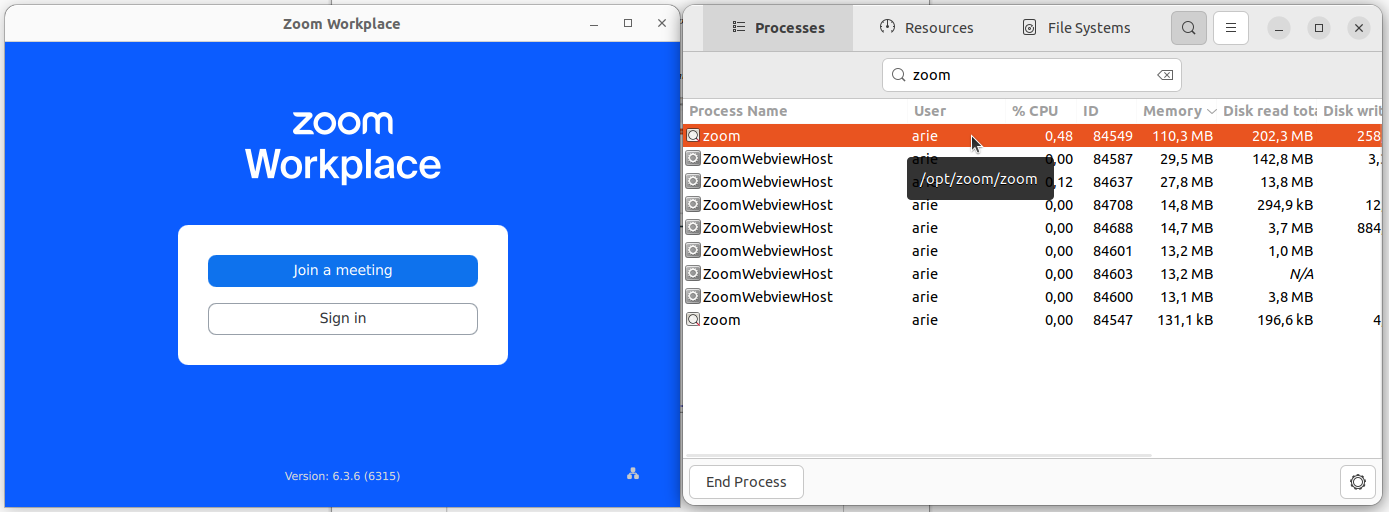 Zoom Workplace
zoom
Workplace
Join a meeting
Sign in
Version: 6.3.6 (6315)
Processes Resources File Systems
zoom
Process Name User % CPU ID Memory Disk read tota Disk writ
zoom arie 0,48 84549 110,3 MB 202,3 MB 258
ZoomWebviewHost arie 0,00 84587 29,5 MB 142,8 MB 3,
ZoomWebviewHost 0,12 84637 27,8 MB 13,8 MB
/opt/zoom/zoom
ZoomWebviewHost arie 0,00 84708 14,8 MB 294,9 kB 12
ZoomWebviewHost arie 0,00 84688 14,7 MB 3,7 MB 884,
ZoomWebviewHost arie 0,00 84601 13,2 MB 1,0 MB
ZoomWebviewHost arie 0,00 84603 13,2 MB N/A
ZoomWebviewHost arie 0,00 84600 13,1 MB 3,8 MB
zoom arie 0,00 84547 131,1 kB 196,6 kB 4
End Process